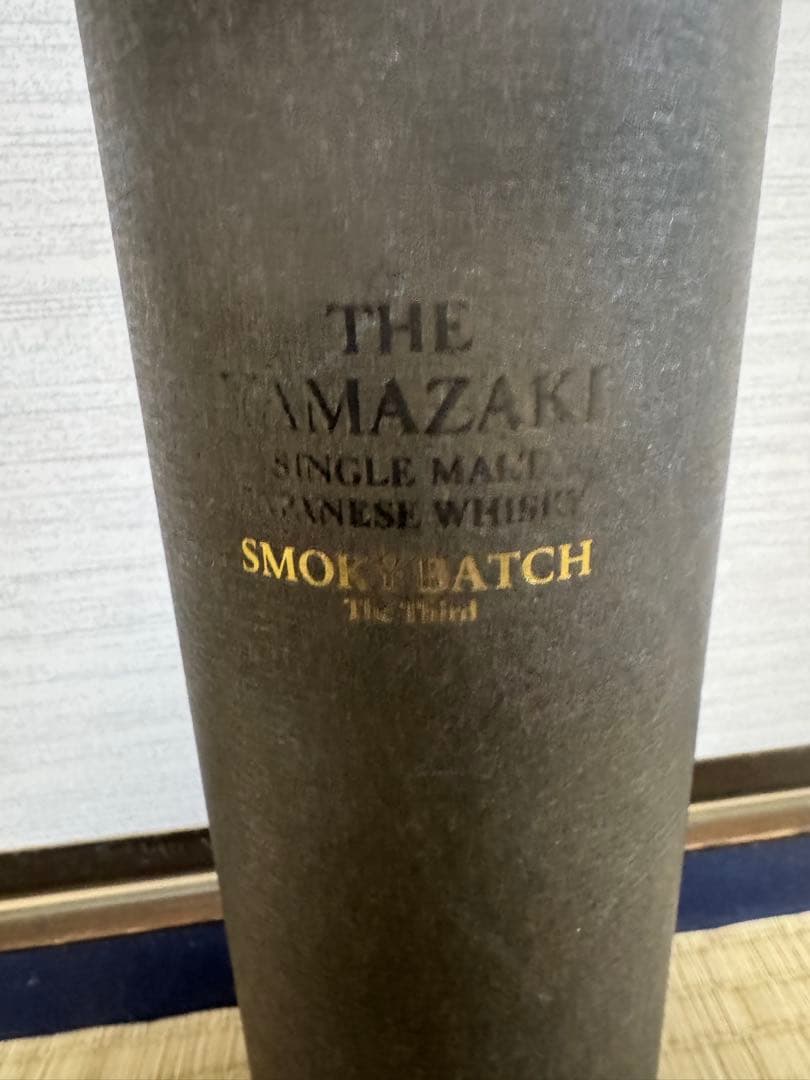 THE
YAMAZAKI
SINGLE MALT
JAPANESE WHISKY
SMOKY BATCH
The Third